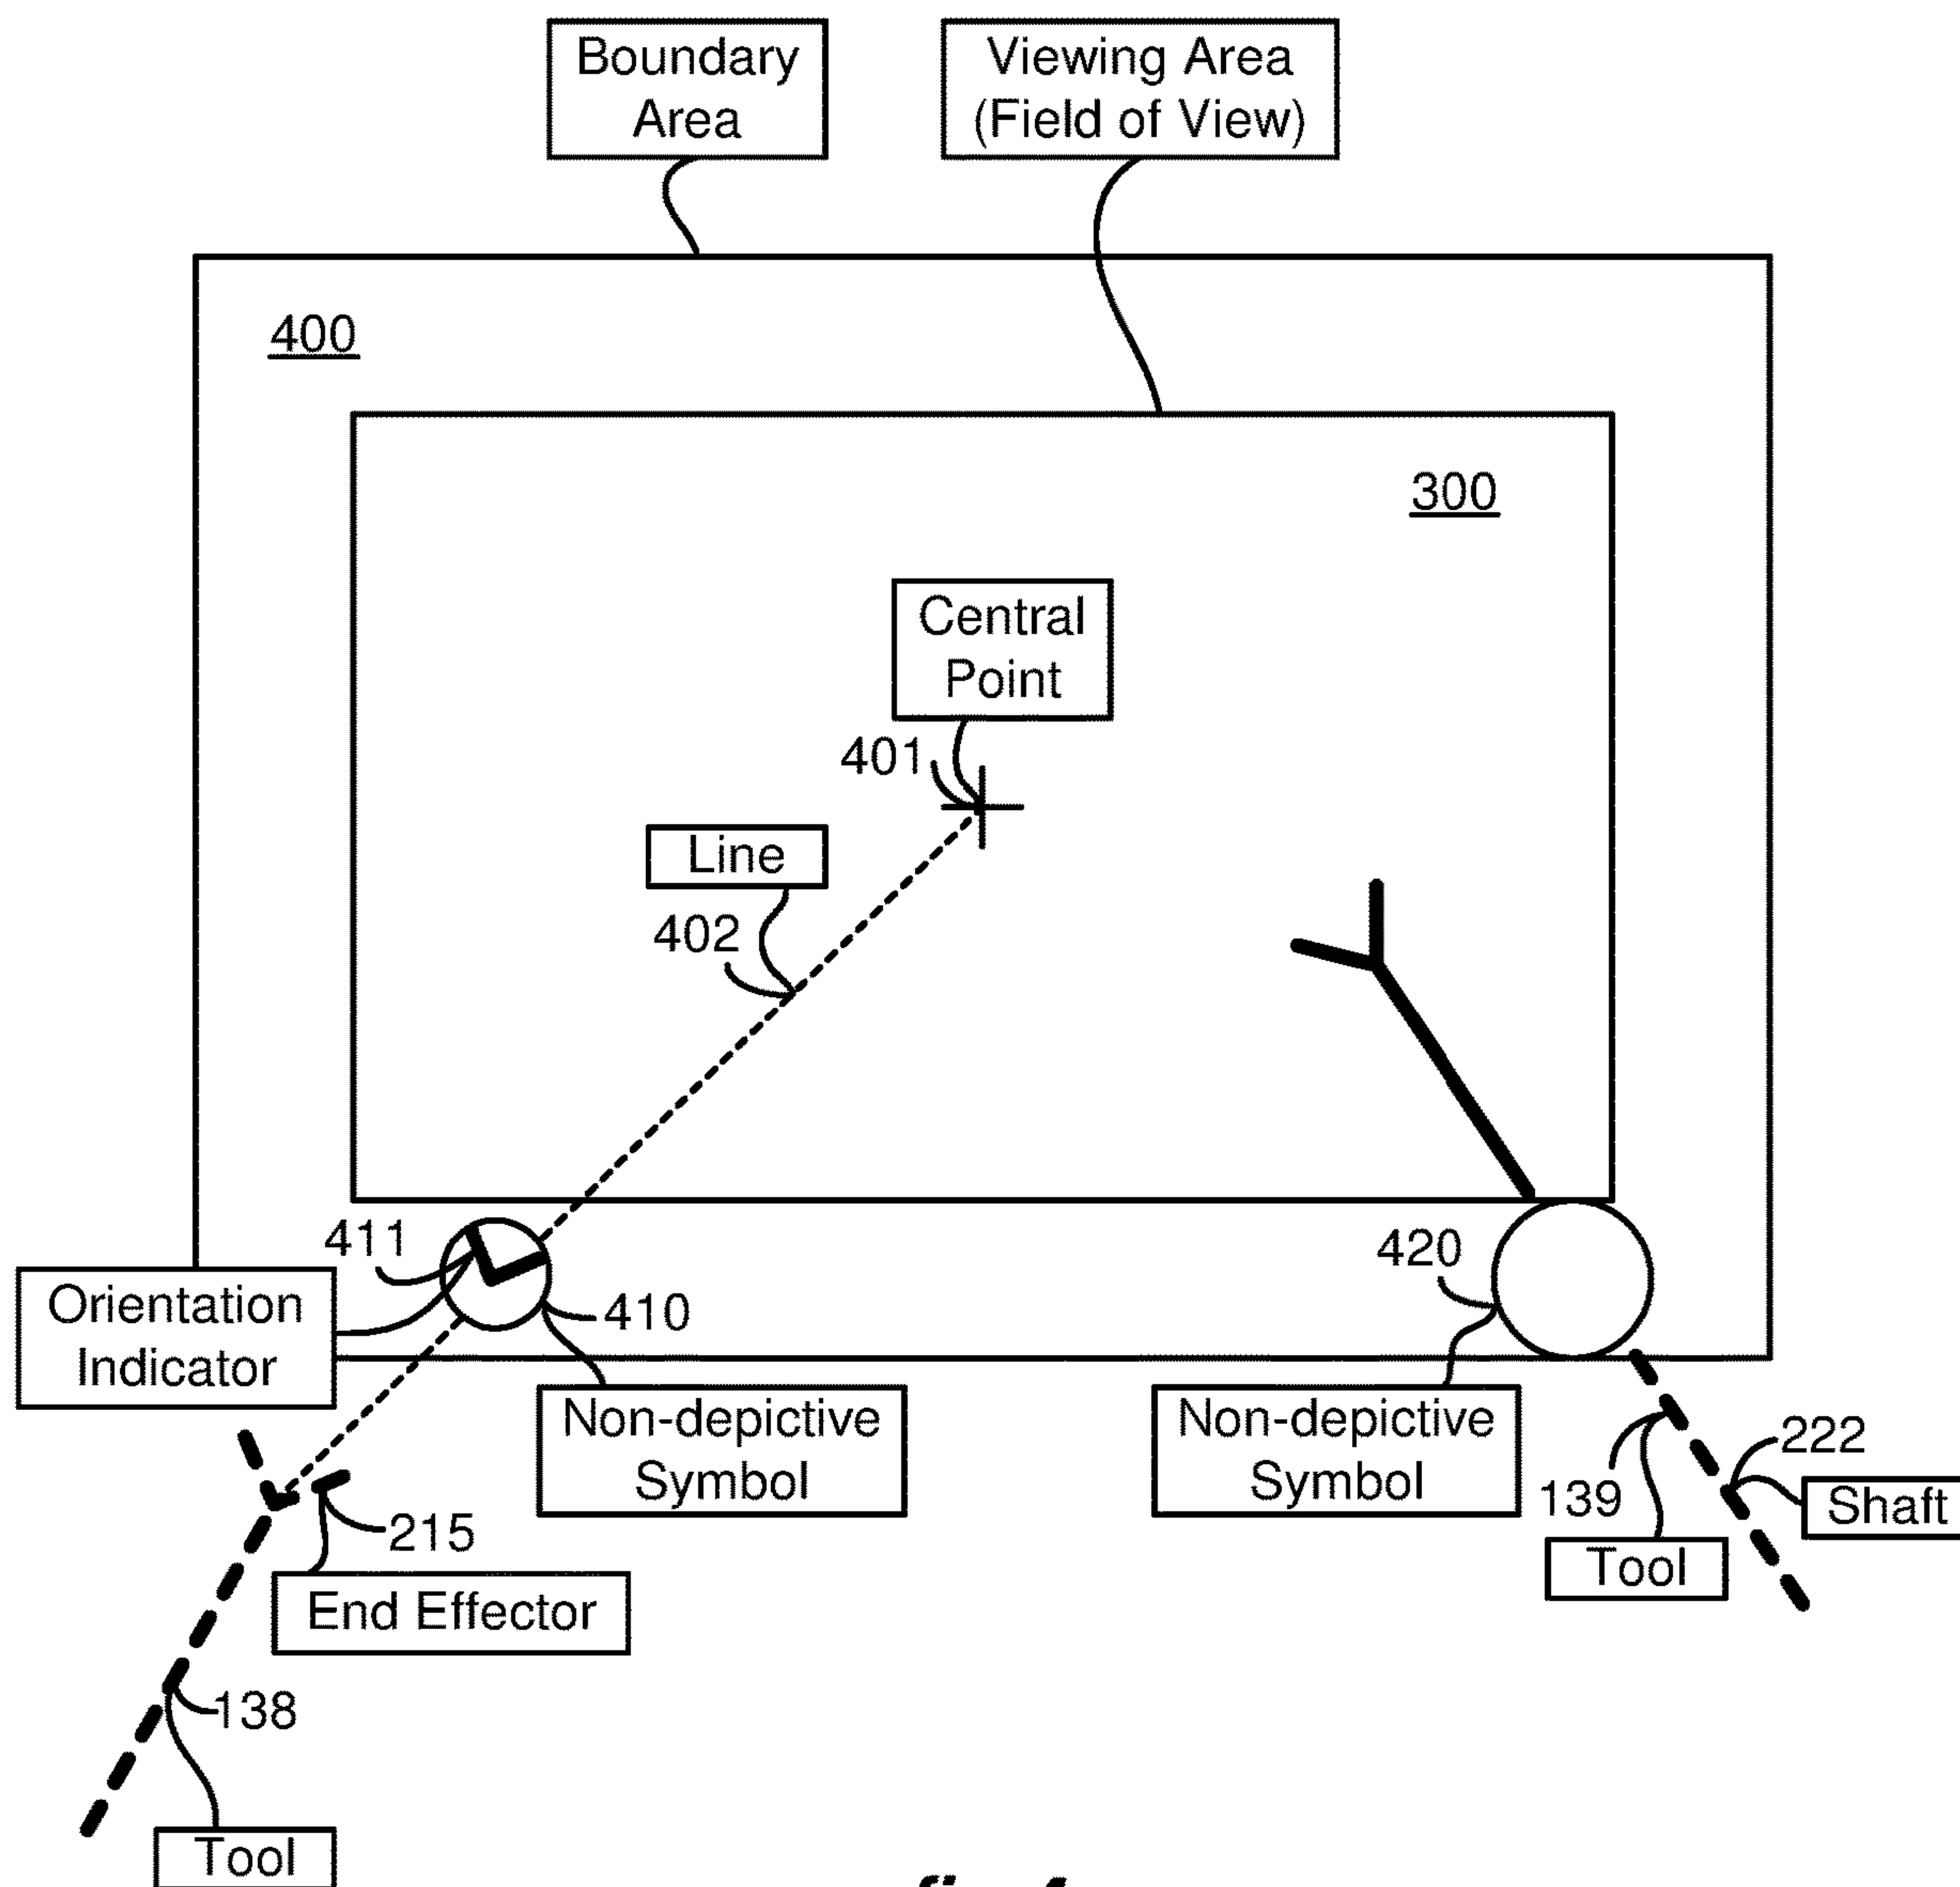 Boundary
Area
Viewing Area
(Field of View)
400
300
Central
Point
401
Line
402
411
420
Orientation
Indicator
410
Non-depictive
Symbol
Non-depictive
Symbol
222
139
Shaft
215
Tool
End Effector
138
Tool